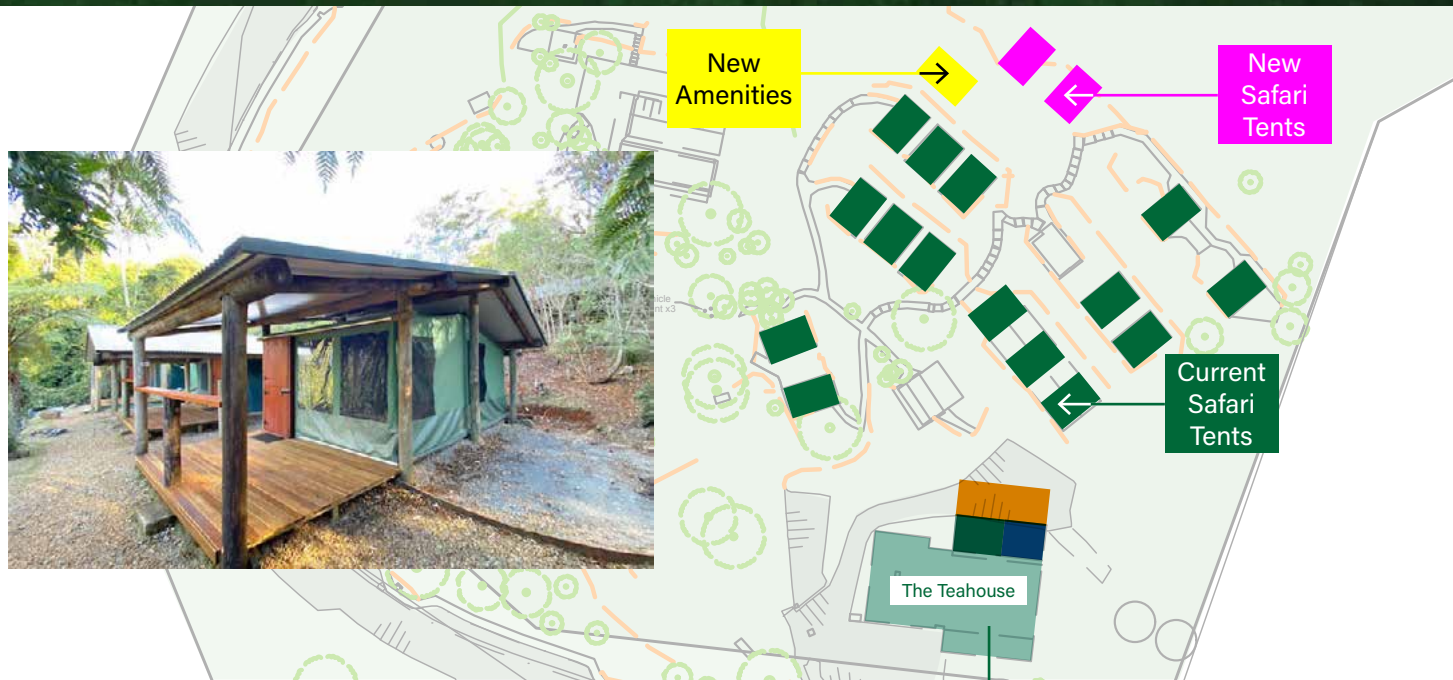 New
Amenities
New
Safari
Tents
Current
Safari
Tents
The Teahouse